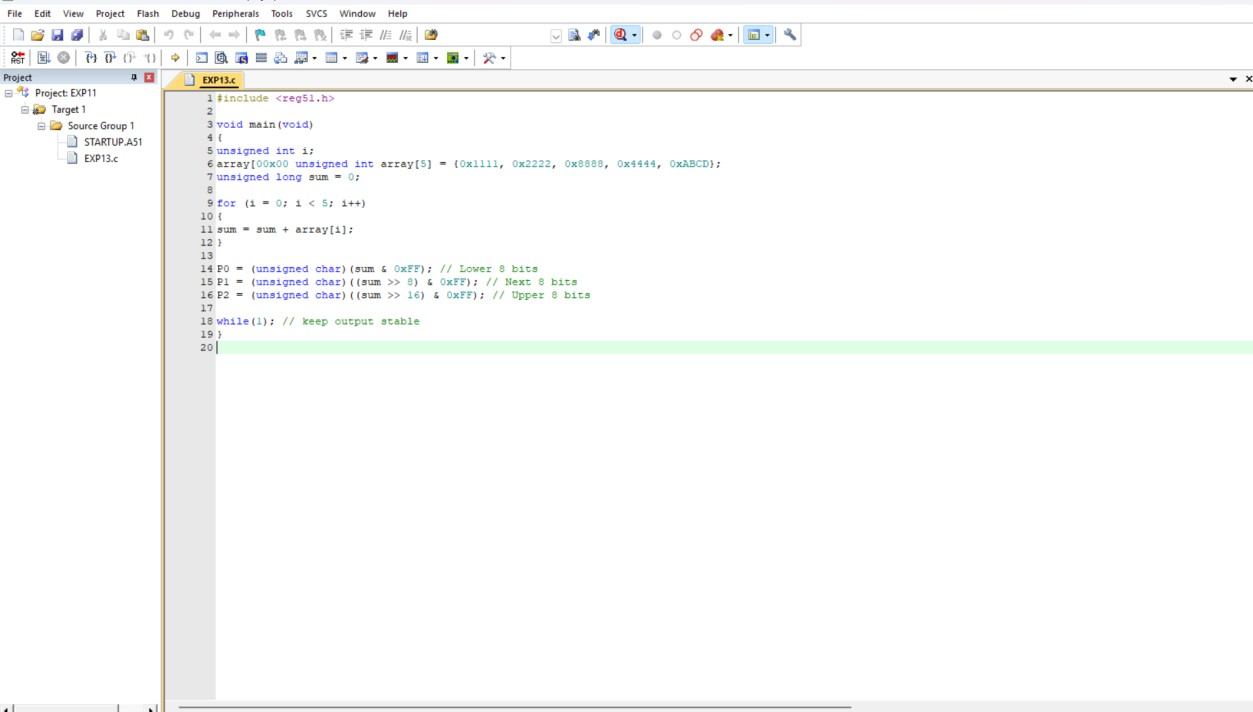 File Edit View Project Flash Debug Peripherals Tools SVCS Window Help
RST
Project
EXP13.c
Project: EXP11
Target 1
Source Group 1
STARTUP.A51
EXP13.c
1 #include <reg51.h>
2
3 void main(void)
4 {
5 unsigned int i;
6 array[00x00 unsigned int array[5] = {0x1111, 0x2222, 0x8888, 0x4444, 0xABCD};
7 unsigned long sum = 0;
8
9 for (i = 0; i < 5; i++)
10 {
11 sum = sum + array[i];
12 }
13
14 P0 = (unsigned char)(sum & 0xFF); // Lower 8 bits
15 P1 = (unsigned char)((sum >> 8) & 0xFF); // Next 8 bits
16 P2 = (unsigned char)((sum >> 16) & 0xFF); // Upper 8 bits
17
18 while(1); // keep output stable
19 }
20